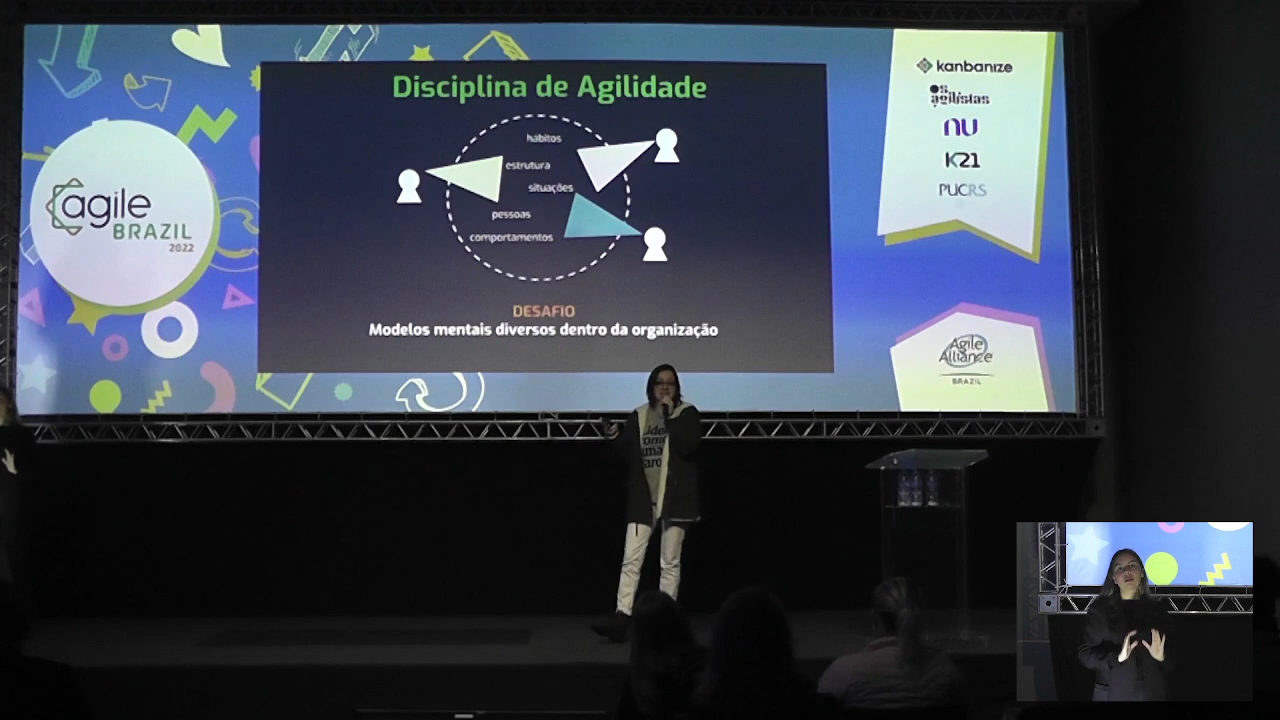 agile
BRAZIL
2022
Disciplina de Agilidade
hábitos
estrutura
situações
pessoas
comportamentos
DESAFIO
Modelos mentais diversos dentro da organização
kanbanize
os
agilistas
nu
K21
PUCRS
Agile
Alliance
BRAZIL